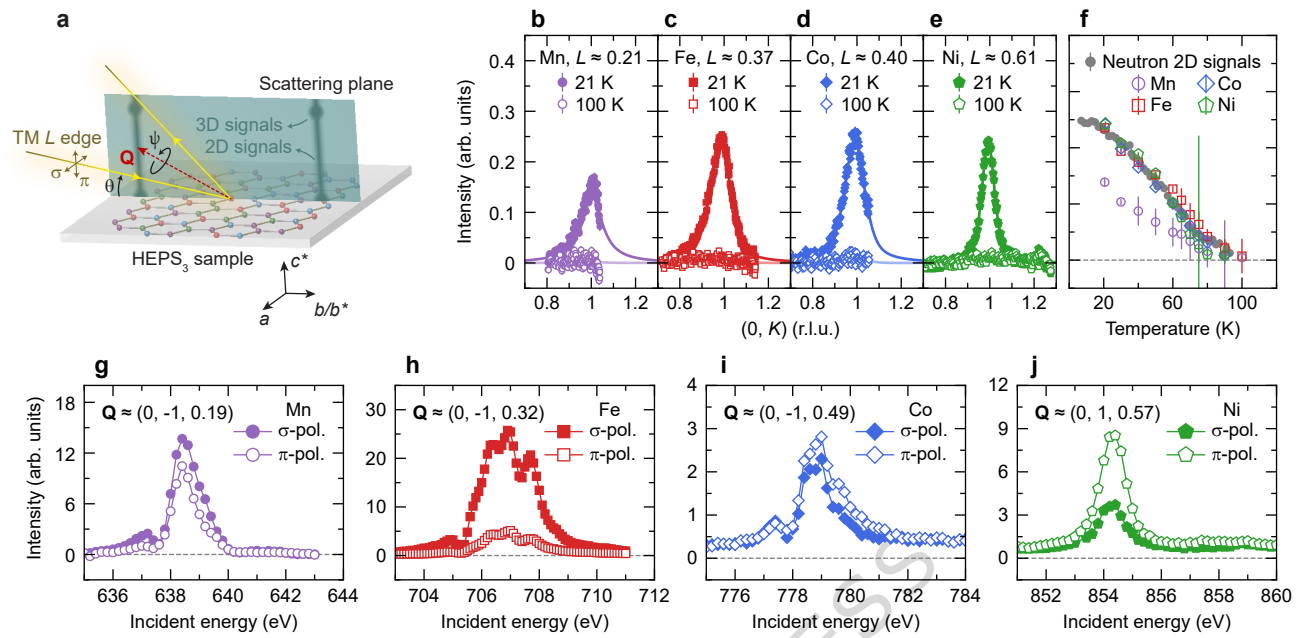 a
Scattering plane
TM L edge
3D signals
2D signals
Q
ψ
σ
π
θ
HEPS₃ sample
c*
a
b/b*
b
c
d
e
f
Intensity (arb. units)
0.4
0.3
0.2
0.1
0
Mn, L ≈ 0.21
21 K
100 K
Fe, L ≈ 0.37
21 K
100 K
Co, L ≈ 0.40
21 K
100 K
Ni, L ≈ 0.61
21 K
100 K
Neutron 2D signals
Mn
Co
Fe
Ni
0.8 1 1.2
0.8 1 1.2
0.8 1 1.2
0.8 1 1.2
20 40 60 80 100
(0, K) (r.l.u.)
Temperature (K)
g
h
i
j
Intensity (arb. units)
18
12
6
0
Q ≈ (0, -1, 0.19)
Mn
σ-pol.
π-pol.
636 638 640 642 644
Incident energy (eV)
30
20
10
0
Q ≈ (0, -1, 0.32)
Fe
σ-pol.
π-pol.
704 706 708 710 712
Incident energy (eV)
4
3
2
1
0
Q ≈ (0, -1, 0.49)
Co
σ-pol.
π-pol.
776 778 780 782 784
Incident energy (eV)
12
9
6
3
0
Q ≈ (0, 1, 0.57)
Ni
σ-pol.
π-pol.
852 854 856 858 860
Incident energy (eV)
ESS